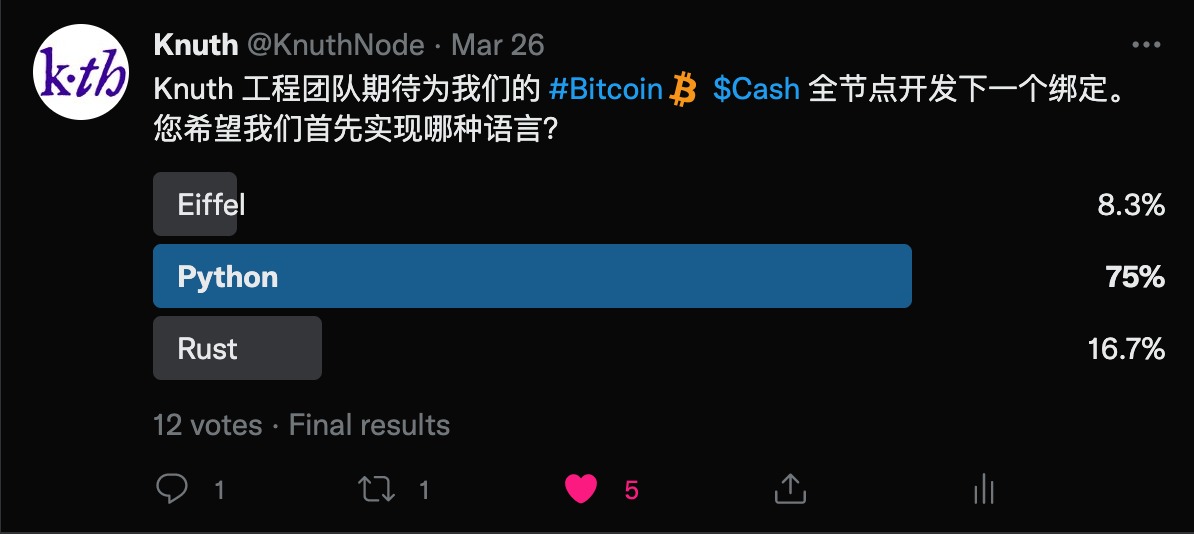 k·th
Knuth @KnuthNode · Mar 26
Knuth 工程团队期待为我们的 #Bitcoin $Cash 全节点开发下一个绑定。
您希望我们首先实现哪种语言?
Eiffel 8.3%
Python 75%
Rust 16.7%
12 votes · Final results
1 1 5